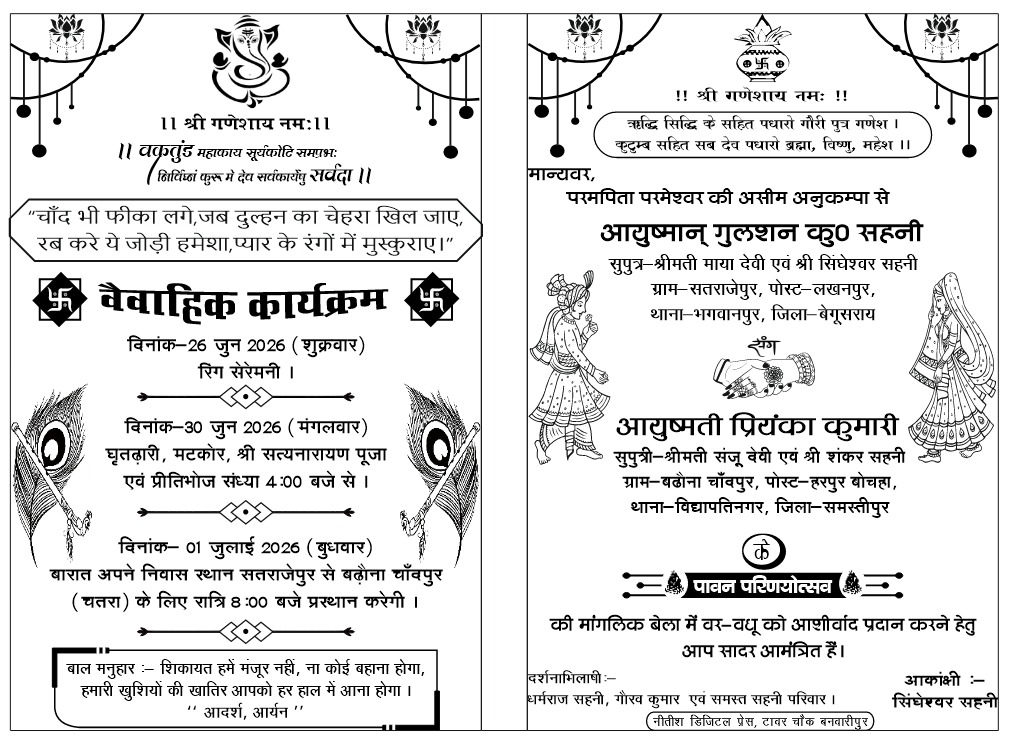 ।। श्री गणेशाय नमः।।
।। वक्रतुंड महाकाय सूर्यकोटि समप्रभः
निर्विघ्नं कुरू मे देव सर्वकार्येषु सर्वदा ।।
“चाँद भी फीका लगे,जब दुल्हन का चेहरा खिल जाए,
रब करे ये जोड़ी हमेशा,प्यार के रंगों में मुस्कुराए।”
वैवाहिक कार्यक्रम
दिनांक–26 जुन 2026 (शुक्रवार)
रिंग सेरेमनी ।
दिनांक–30 जुन 2026 (मंगलवार)
घृतढ़ारी, मटकोर, श्री सत्यनारायण पूजा
एवं प्रीतिभोज संध्या 4:00 बजे से ।
दिनांक– 01 जुलाई 2026 (बुधवार)
बारात अपने निवास स्थान सतराजेपुर से बढ़ौना चाँवपुर
(चतरा) के लिए रात्रि 8:00 बजे प्रस्थान करेगी ।
बाल मनुहार :– शिकायत हमें मंजूर नहीं, ना कोई बहाना होगा,
हमारी खुशियों की खातिर आपको हर हाल में आना होगा ।
‘‘ आदर्श, आर्यन ’’
!! श्री गणेशाय नमः !!
ऋद्धि सिद्धि के सहित पधारो गौरी पुत्र गणेश ।
कुटुम्ब सहित सब देव पधारो ब्रह्मा, विष्णु, महेश ।।
मान्यवर,
परमपिता परमेश्वर की असीम अनुकम्पा से
आयुष्मान् गुलशन कु0 सहनी
सुपुत्र–श्रीमती माया देवी एवं श्री सिंघेश्वर सहनी
ग्राम–सतराजेपुर, पोस्ट–लखनपुर,
थाना–भगवानपुर, जिला–बेगूसराय
संग
आयुष्मती प्रियंका कुमारी
सुपुत्री–श्रीमती संजू देवी एवं श्री शंकर सहनी
ग्राम–बढौना चाँवपुर, पोस्ट–हरपुर बोचहा,
थाना–विद्यापतिनगर, जिला–समस्तीपुर
के
पावन परिणयोत्सव
की मांगलिक बेला में वर–वधू को आशीर्वाद प्रदान करने हेतु
आप सादर आमंत्रित हैं।
दर्शनाभिलाषी:–
धर्मराज सहनी, गौरव कुमार एवं समस्त सहनी परिवार ।
आकांक्षी :–
सिंघेश्वर सहनी
नीतीश डिजिटल प्रेस, टावर चौंक बनवारीपुर